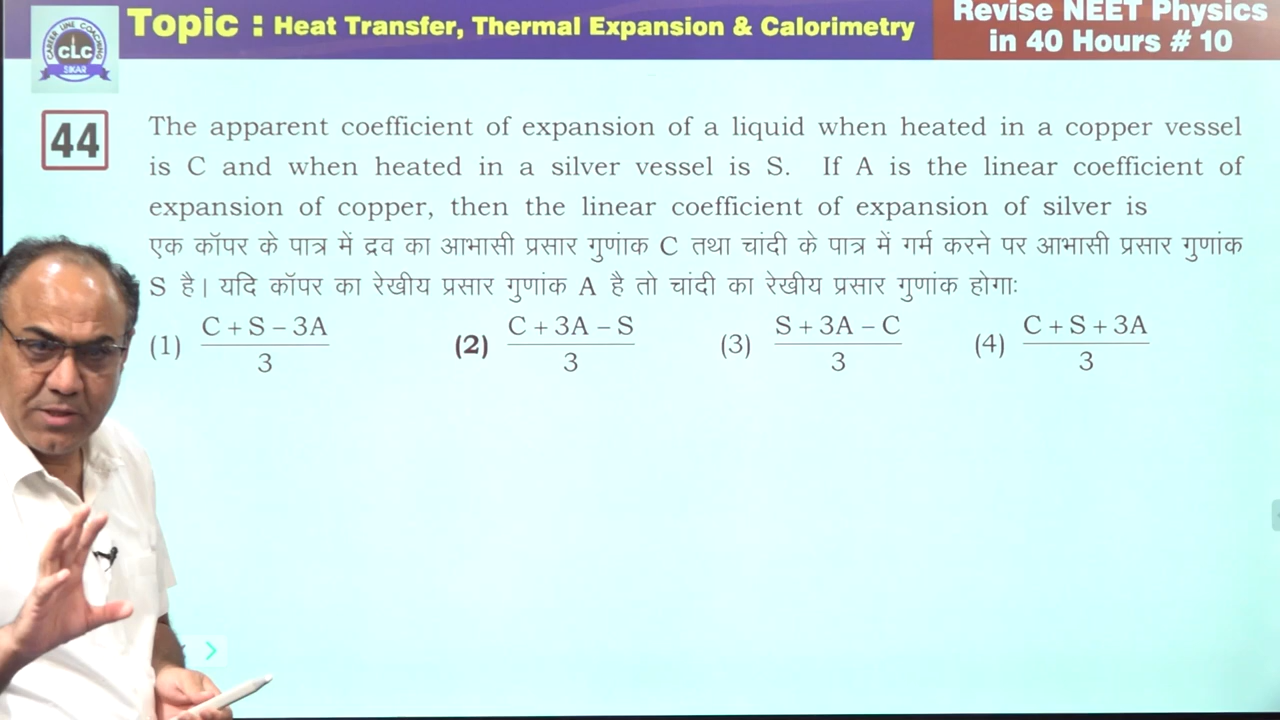 CAREER LINE COACHING
CLC
SIKAR
Topic : Heat Transfer, Thermal Expansion & Calorimetry
Revise NEET Physics
in 40 Hours # 10
44
The apparent coefficient of expansion of a liquid when heated in a copper vessel
is C and when heated in a silver vessel is S. If A is the linear coefficient of
expansion of copper, then the linear coefficient of expansion of silver is
एक कॉपर के पात्र में द्रव का आभासी प्रसार गुणांक C तथा चांदी के पात्र में गर्म करने पर आभासी प्रसार गुणांक
S है। यदि कॉपर का रेखीय प्रसार गुणांक A है तो चांदी का रेखीय प्रसार गुणांक होगाः
(1) C + S – 3A / 3 (2) C + 3A – S / 3 (3) S + 3A – C / 3 (4) C + S + 3A / 3